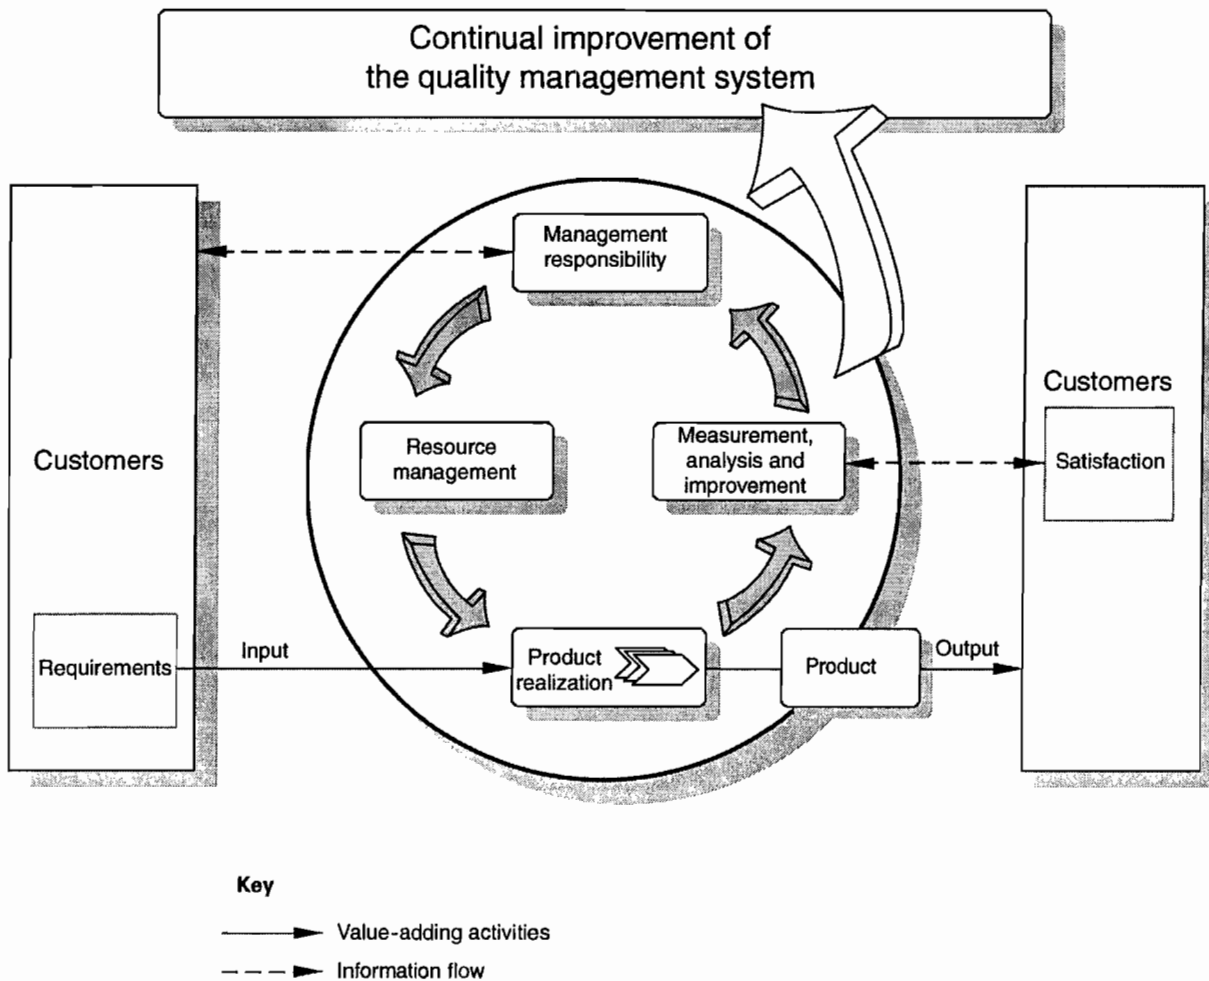 Continual improvement of
the quality management system
Management
responsibility
Customers
Resource
management
Measurement,
analysis and
improvement
Customers
Satisfaction
Requirements
Input
Product
realization
Product
Output
Key
Value-adding activities
Information flow